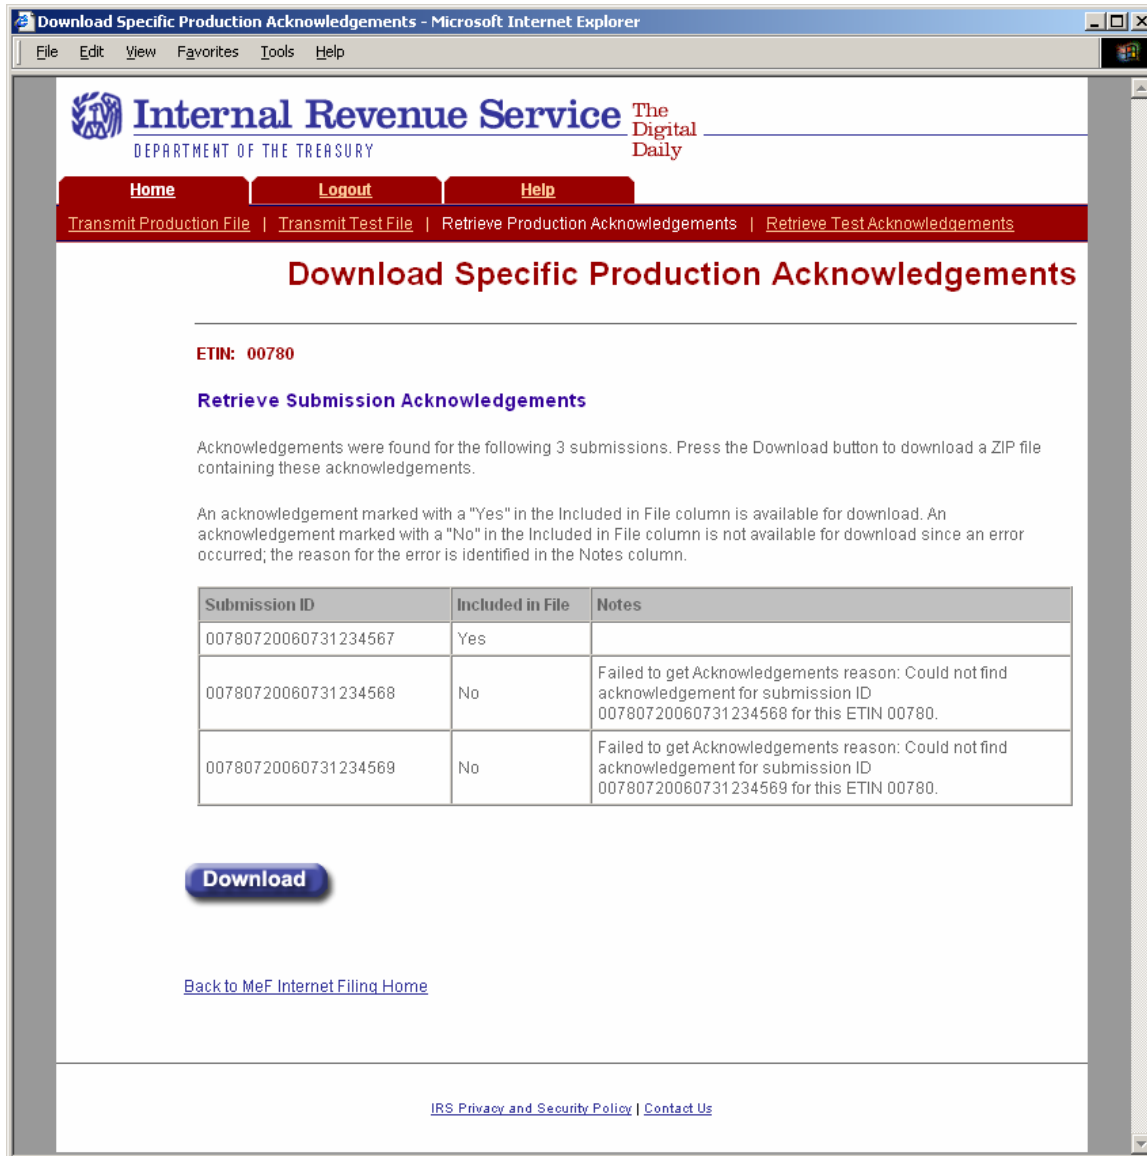 Download Specific Production Acknowledgements - Microsoft Internet Explorer
File Edit View Favorites Tools Help
Internal Revenue Service
DEPARTMENT OF THE TREASURY
The
Digital
Daily
Home Logout Help
Transmit Production File | Transmit Test File | Retrieve Production Acknowledgements | Retrieve Test Acknowledgements
Download Specific Production Acknowledgements
ETIN: 00780
Retrieve Submission Acknowledgements
Acknowledgements were found for the following 3 submissions. Press the Download button to download a ZIP file
containing these acknowledgements.
An acknowledgement marked with a "Yes" in the Included in File column is available for download. An
acknowledgement marked with a "No" in the Included in File column is not available for download since an error
occurred; the reason for the error is identified in the Notes column.
Submission ID Included in File Notes
00780720060731234567 Yes
00780720060731234568 No Failed to get Acknowledgements reason: Could not find
acknowledgement for submission ID
00780720060731234568 for this ETIN 00780.
00780720060731234569 No Failed to get Acknowledgements reason: Could not find
acknowledgement for submission ID
00780720060731234569 for this ETIN 00780.
Download
Back to MeF Internet Filing Home
IRS Privacy and Security Policy | Contact Us